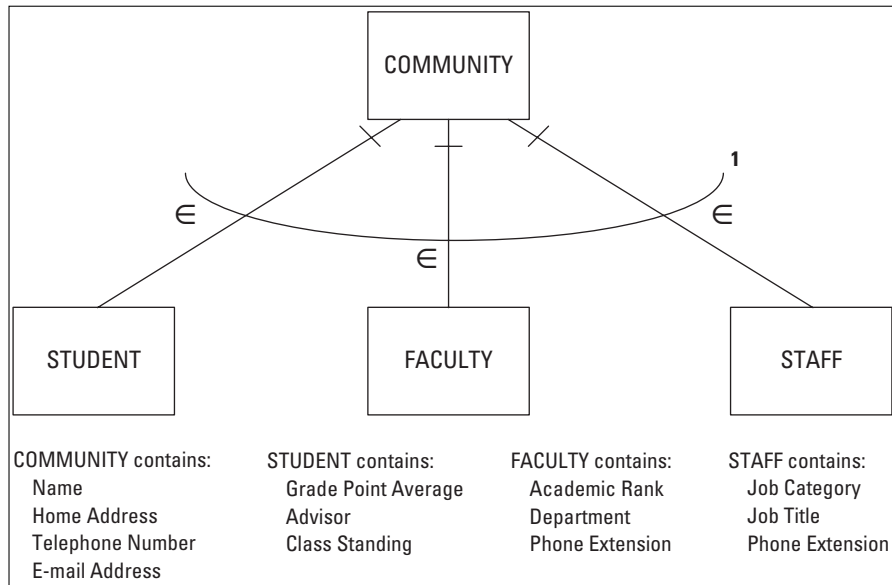 COMMUNITY
1
∈
∈
∈
STUDENT
FACULTY
STAFF
COMMUNITY contains:
Name
Home Address
Telephone Number
E-mail Address
STUDENT contains:
Grade Point Average
Advisor
Class Standing
FACULTY contains:
Academic Rank
Department
Phone Extension
STAFF contains:
Job Category
Job Title
Phone Extension